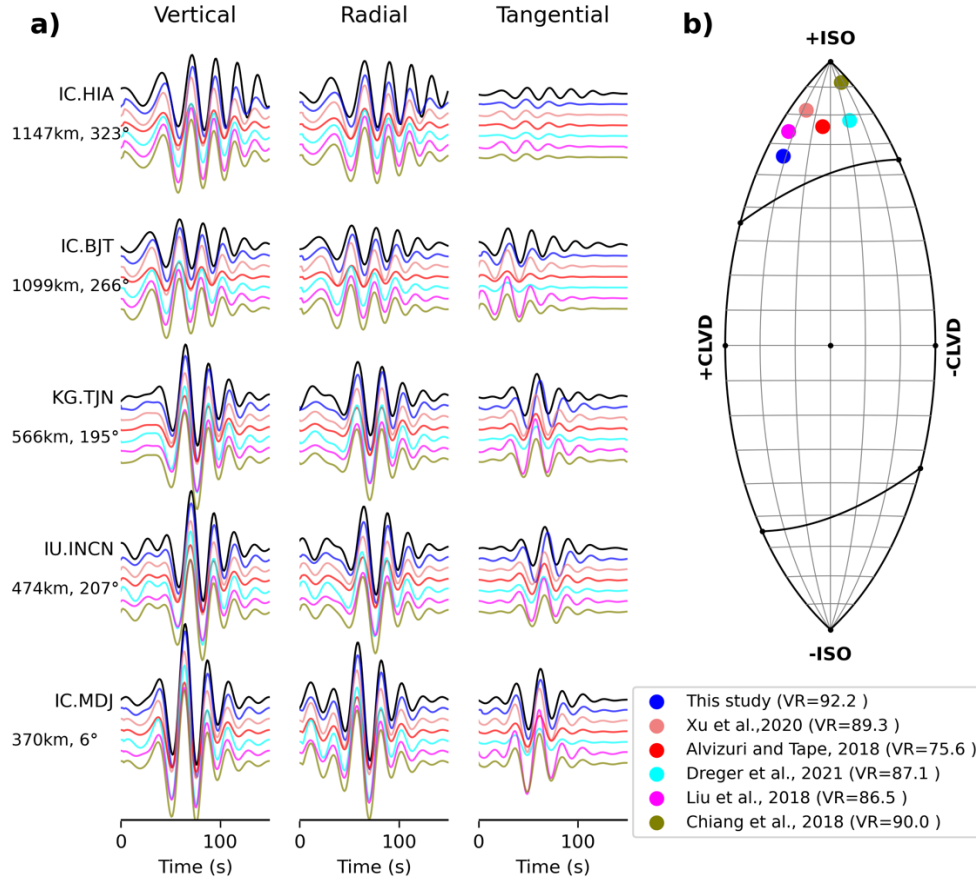 a)
Vertical
Radial
Tangential
IC.HIA
1147km, 323°
IC.BJT
1099km, 266°
KG.TJN
566km, 195°
IU.INCN
474km, 207°
IC.MDJ
370km, 6°
0
100
0
100
0
100
Time (s)
Time (s)
Time (s)
b)
+ISO
+CLVD
-CLVD
-ISO
This study (VR=92.2 )
Xu et al.,2020 (VR=89.3 )
Alvizuri and Tape, 2018 (VR=75.6 )
Dreger et al., 2021 (VR=87.1 )
Liu et al., 2018 (VR=86.5 )
Chiang et al., 2018 (VR=90.0 )